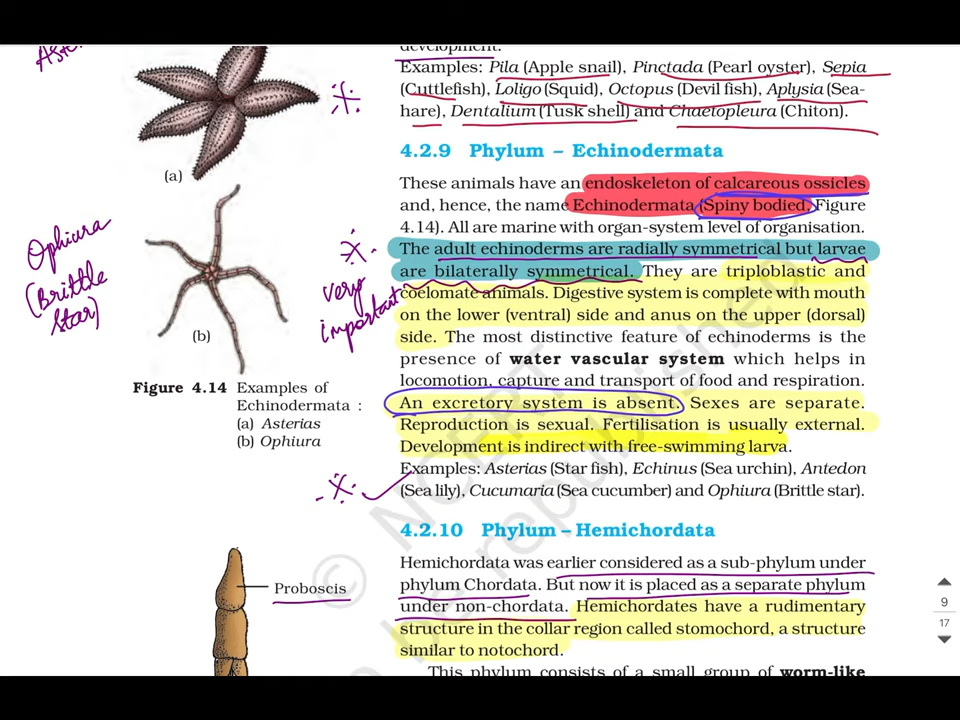 Aste
development.
Examples: Pila (Apple snail), Pinctada (Pearl oyster), Sepia
(Cuttlefish), Loligo (Squid), Octopus (Devil fish), Aplysia (Sea-
hare), Dentalium (Tusk shell) and Chaetopleura (Chiton).
(a)
4.2.9 Phylum – Echinodermata
These animals have an endoskeleton of calcareous ossicles
and, hence, the name Echinodermata (Spiny bodied, Figure
4.14). All are marine with organ-system level of organisation.
The adult echinoderms are radially symmetrical but larvae
are bilaterally symmetrical. They are triploblastic and
coelomate animals. Digestive system is complete with mouth
on the lower (ventral) side and anus on the upper (dorsal)
side. The most distinctive feature of echinoderms is the
presence of water vascular system which helps in
locomotion, capture and transport of food and respiration.
An excretory system is absent. Sexes are separate.
Reproduction is sexual. Fertilisation is usually external.
Development is indirect with free-swimming larva.
Examples: Asterias (Star fish), Echinus (Sea urchin), Antedon
(Sea lily), Cucumaria (Sea cucumber) and Ophiura (Brittle star).
Ophiura
(Brittle
Star)
very
important
(b)
Figure 4.14 Examples of
Echinodermata :
(a) Asterias
(b) Ophiura
4.2.10 Phylum – Hemichordata
Hemichordata was earlier considered as a sub-phylum under
phylum Chordata. But now it is placed as a separate phylum
under non-chordata. Hemichordates have a rudimentary
structure in the collar region called stomochord, a structure
similar to notochord.
This phylum consists of a small group of worm-like
Proboscis
© NCERT
be republished
9
17